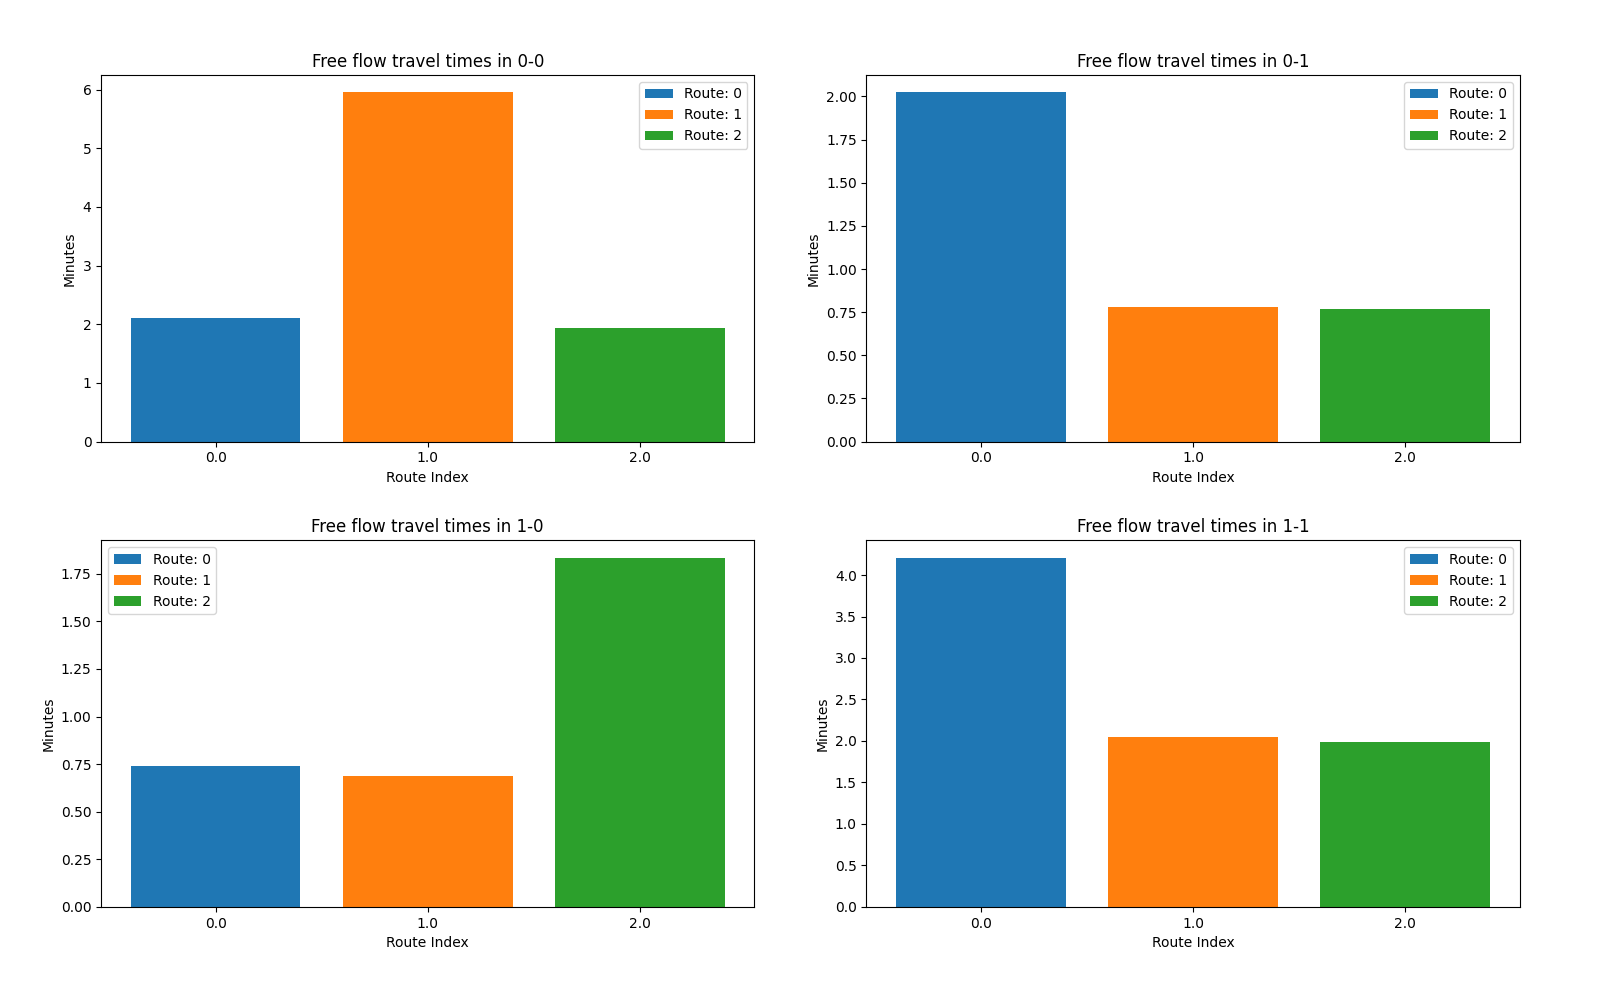 Free flow travel times in 0-0
6
5
4
3
2
1
0
Minutes
Route: 0
Route: 1
Route: 2
0.0 1.0 2.0
Route Index
Free flow travel times in 0-1
2.00
1.75
1.50
1.25
1.00
0.75
0.50
0.25
0.00
Minutes
Route: 0
Route: 1
Route: 2
0.0 1.0 2.0
Route Index
Free flow travel times in 1-0
1.75
1.50
1.25
1.00
0.75
0.50
0.25
0.00
Minutes
Route: 0
Route: 1
Route: 2
0.0 1.0 2.0
Route Index
Free flow travel times in 1-1
4.0
3.5
3.0
2.5
2.0
1.5
1.0
0.5
0.0
Minutes
Route: 0
Route: 1
Route: 2
0.0 1.0 2.0
Route Index